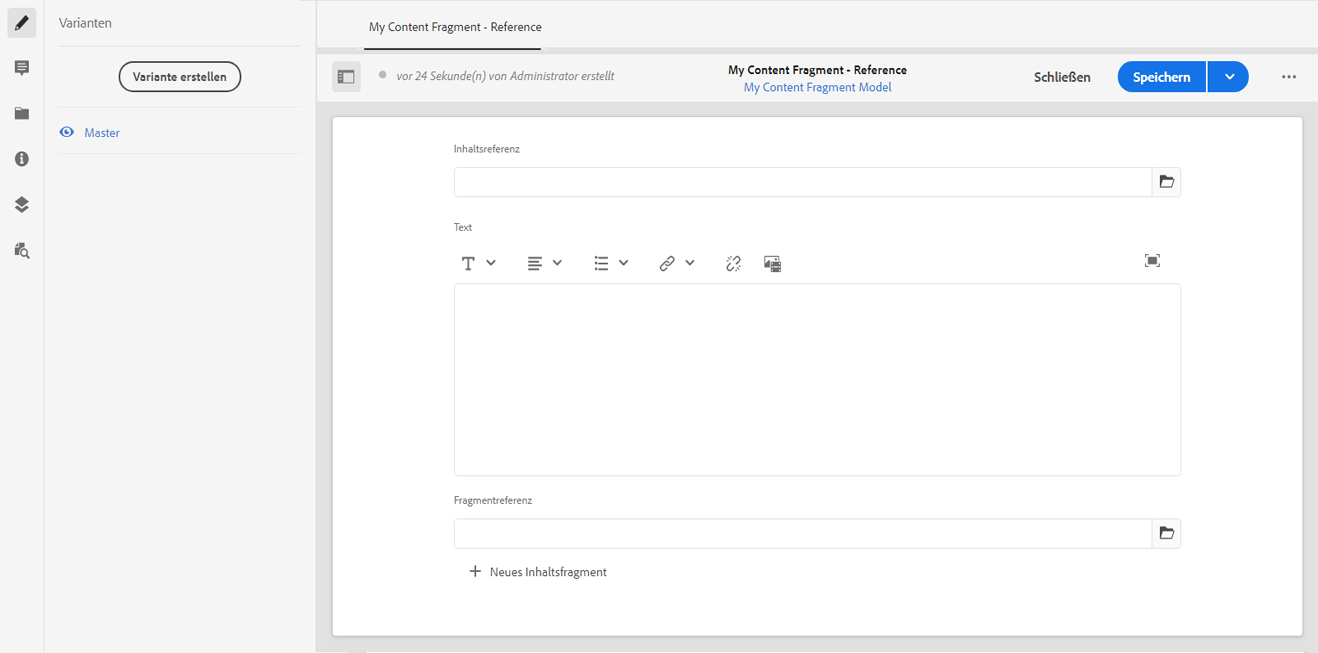 Varianten
Variante erstellen
Master
My Content Fragment - Reference
vor 24 Sekunde(n) von Administrator erstellt
My Content Fragment - Reference
My Content Fragment Model
Schließen
Speichern
Inhaltsreferenz
Text
Fragmentreferenz
Neues Inhaltsfragment